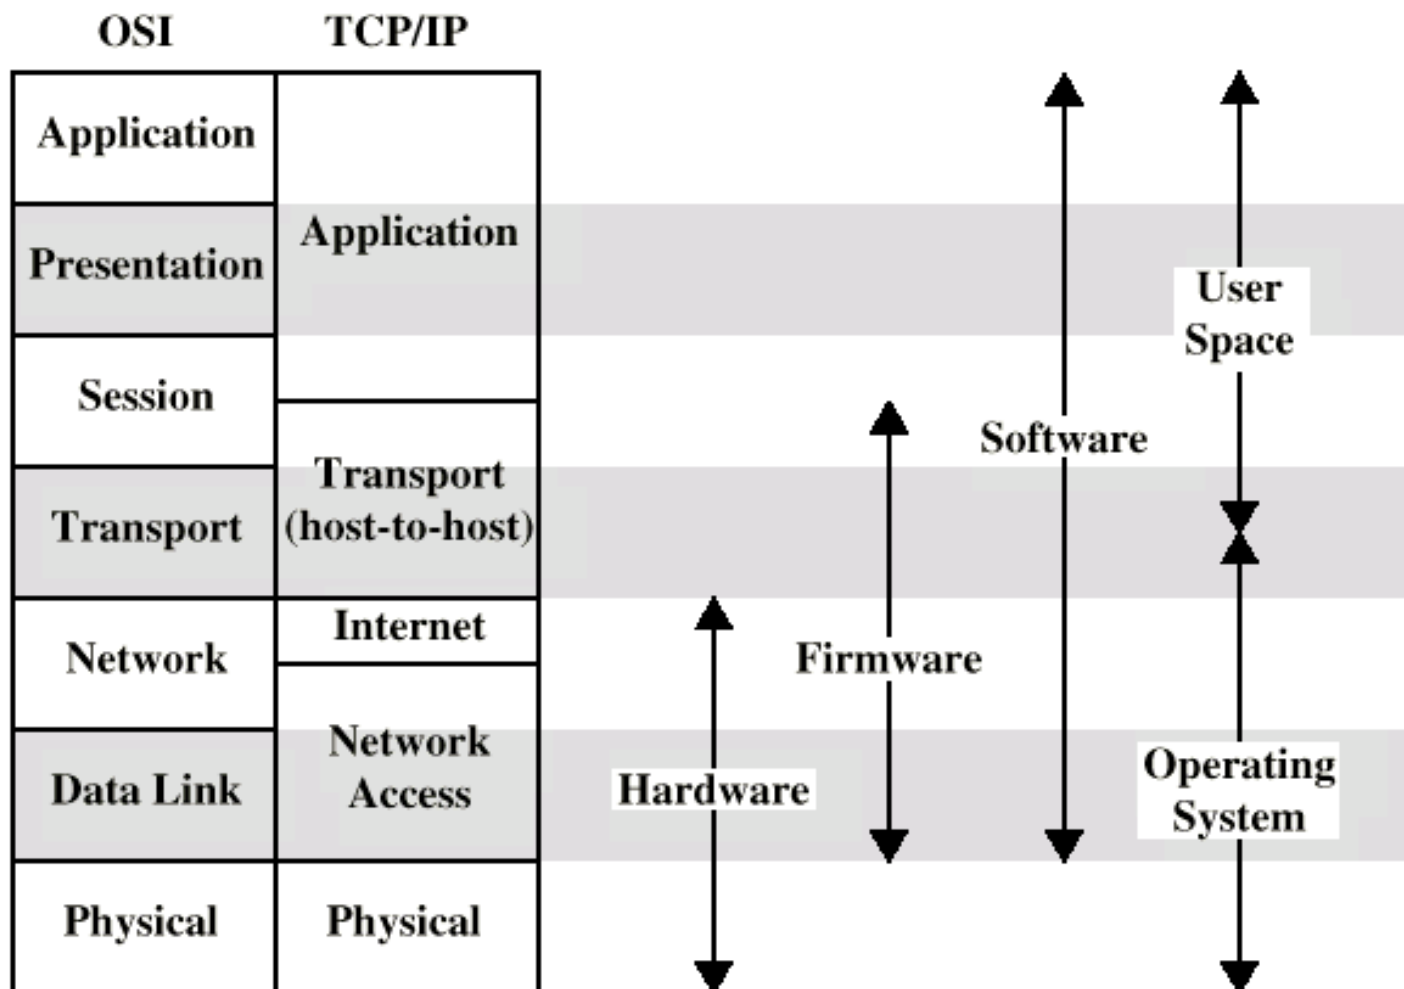 OSI
TCP/IP
Application
Presentation
Session
Transport
Network
Data Link
Physical
Application
Transport
(host-to-host)
Internet
Network
Access
Physical
Hardware
Firmware
Software
User
Space
Operating
System